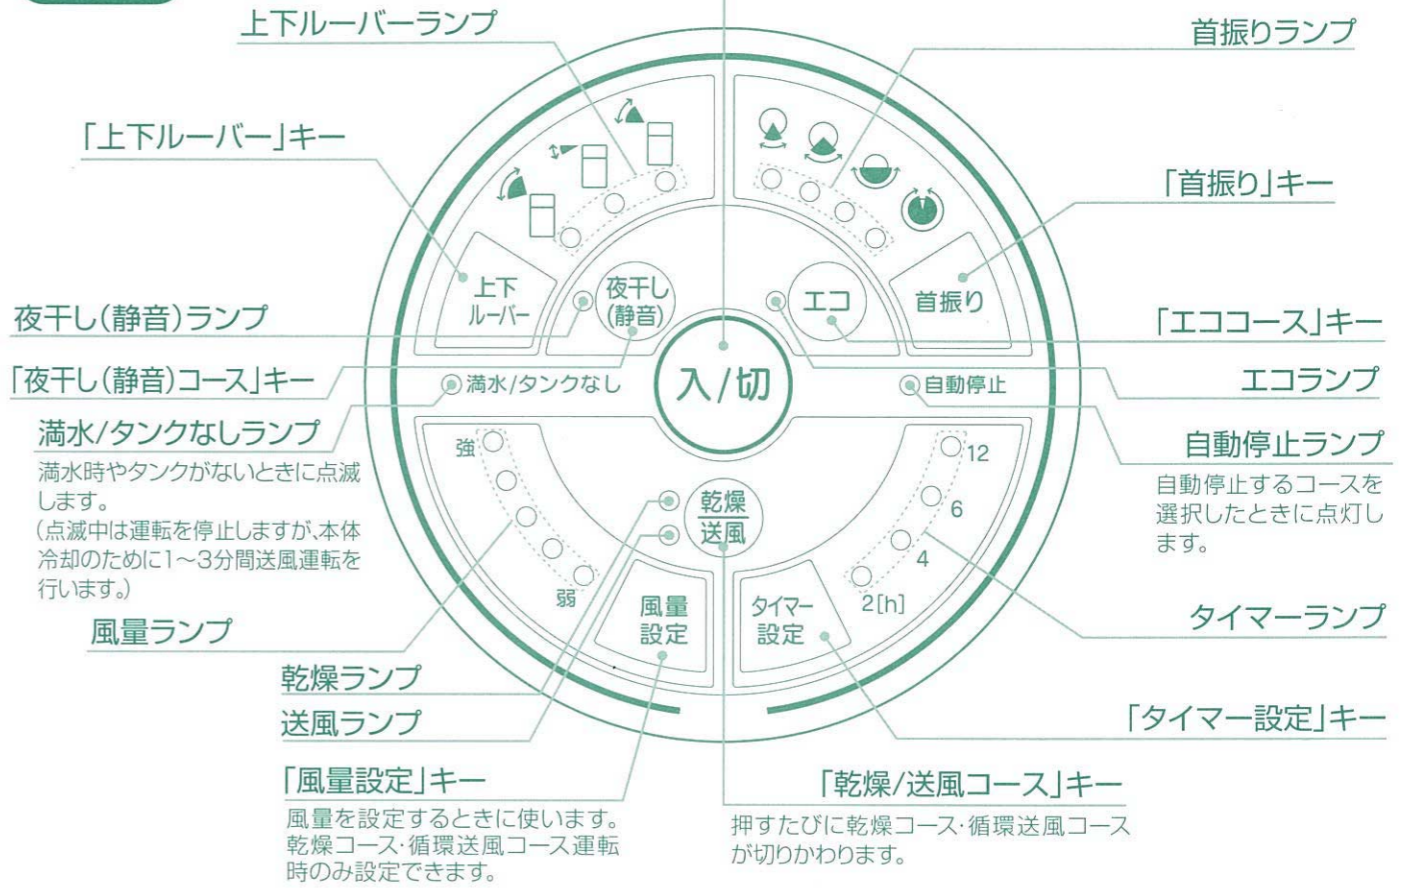 上下ルーバーランプ
首振りランプ
「上下ルーバー」キー
「首振り」キー
上下
ルーバー
夜干し
(静音)
エコ
首振り
夜干し(静音)ランプ
「エココース」キー
「夜干し(静音)コース」キー
満水/タンクなし
入/切
自動停止
エコランプ
満水/タンクなしランプ
満水時やタンクがないときに点滅
します。
(点滅中は運転を停止しますが、本体
冷却のために1〜3分間送風運転を
行います。)
自動停止ランプ
自動停止するコースを
選択したときに点灯し
ます。
強
弱
乾燥
送風
12
6
4
2[h]
風量
設定
タイマー
設定
風量ランプ
タイマーランプ
乾燥ランプ
送風ランプ
「タイマー設定」キー
「風量設定」キー
風量を設定するときに使います。
乾燥コース・循環送風コース運転
時のみ設定できます。
「乾燥/送風コース」キー
押すたびに乾燥コース・循環送風コース
が切りかわります。